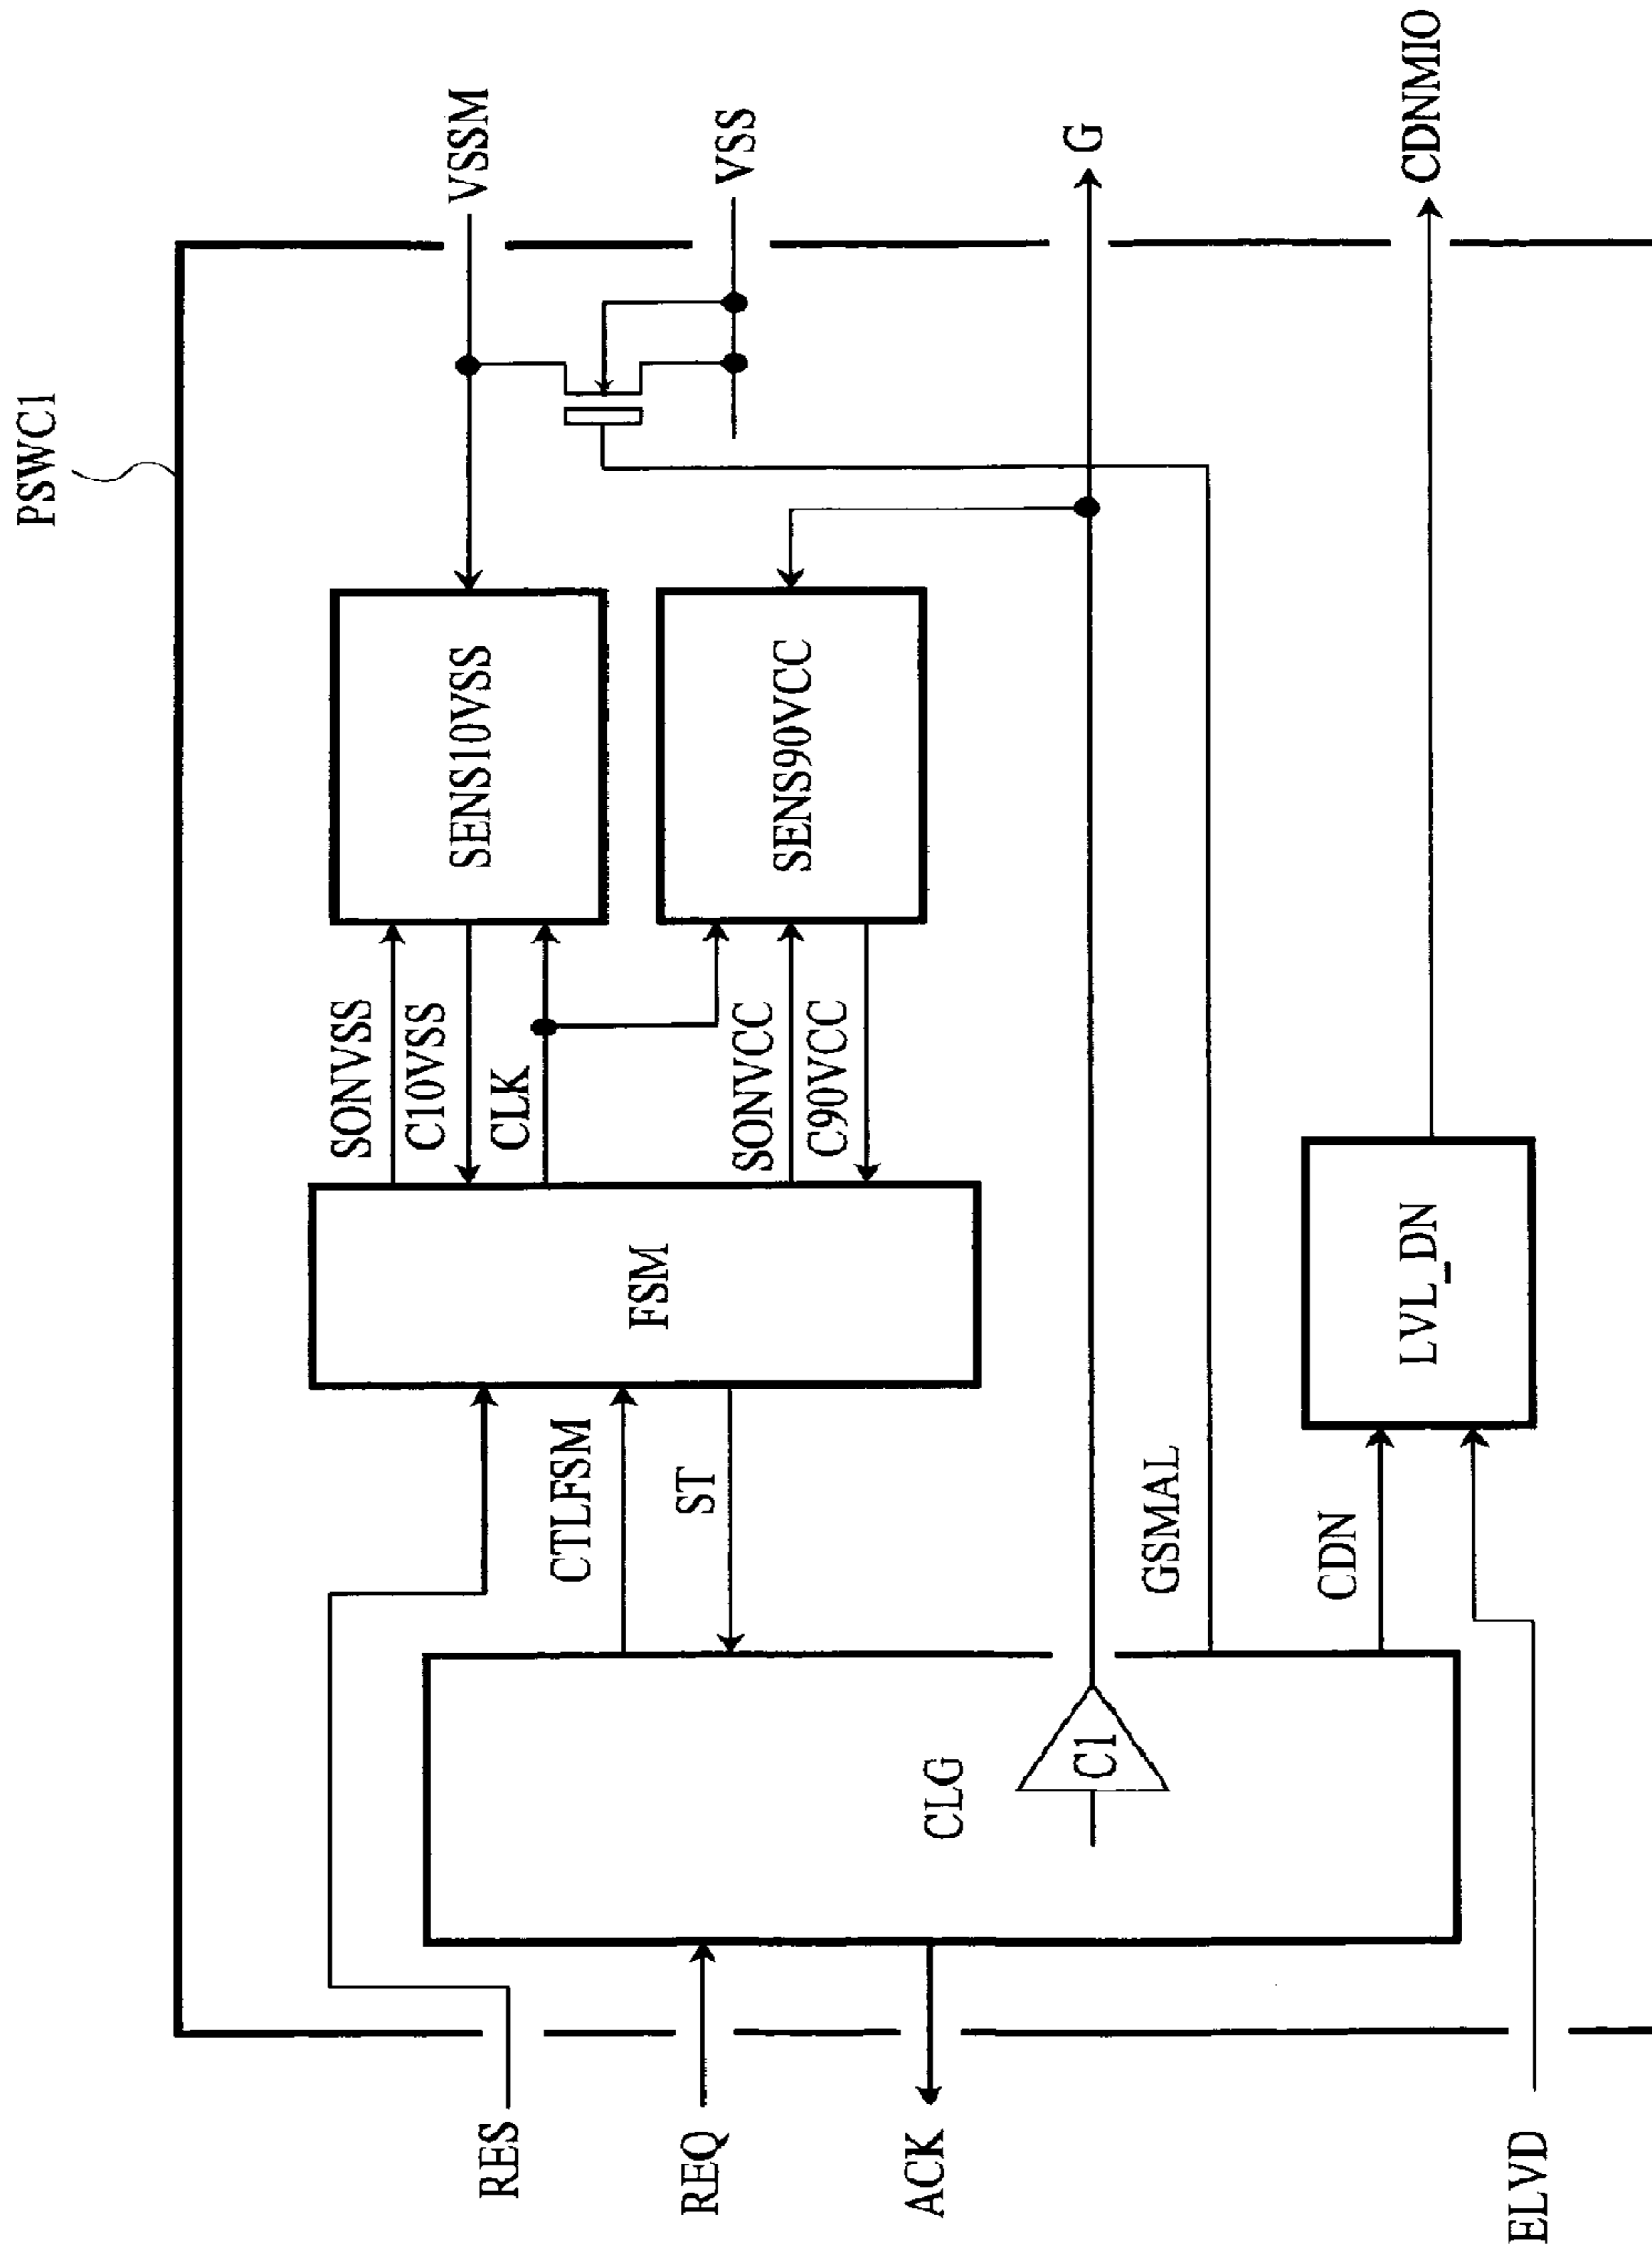 PSWC1
VSSM
VSS
G
CDNMIO
SENS10VSS
SENS90VCC
SONVSS
C10VSS
CLK
SONVCC
C90VCC
FSM
LVL_DN
CTLFSM
ST
GSMAL
CDN
CLG
C1
RES
REQ
ACK
ELVD